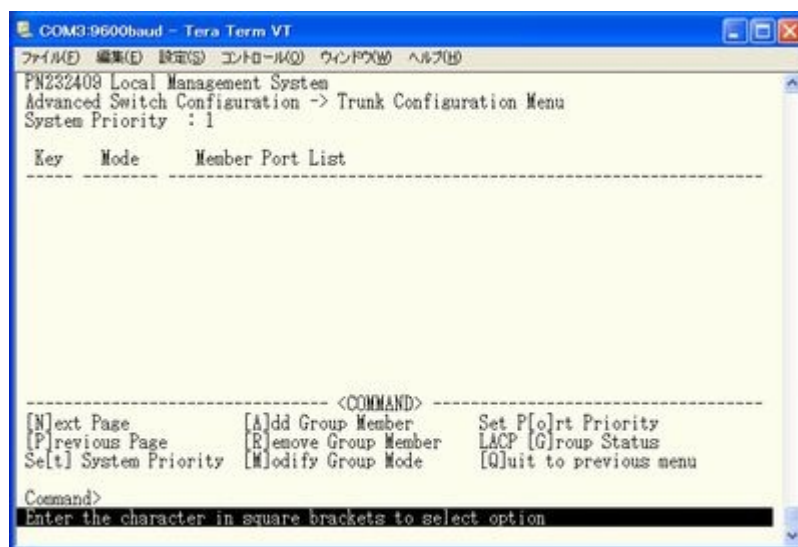 COM3:9600baud - Tera Term VT
ファイル(F) 編集(E) 設定(S) コントロール(O) ウィンドウ(W) ヘルプ(H)
PN232409 Local Management System
Advanced Switch Configuration -> Trunk Configuration Menu
System Priority : 1
Key Mode Member Port List
----- -------- ------------------------------------------------------------
------------------------------ <COMMAND> ------------------------------
[N]ext Page [A]dd Group Member Set P[o]rt Priority
[P]revious Page [R]emove Group Member LACP [G]roup Status
Se[t] System Priority [M]odify Group Mode [Q]uit to previous menu
Command>
Enter the character in square brackets to select option